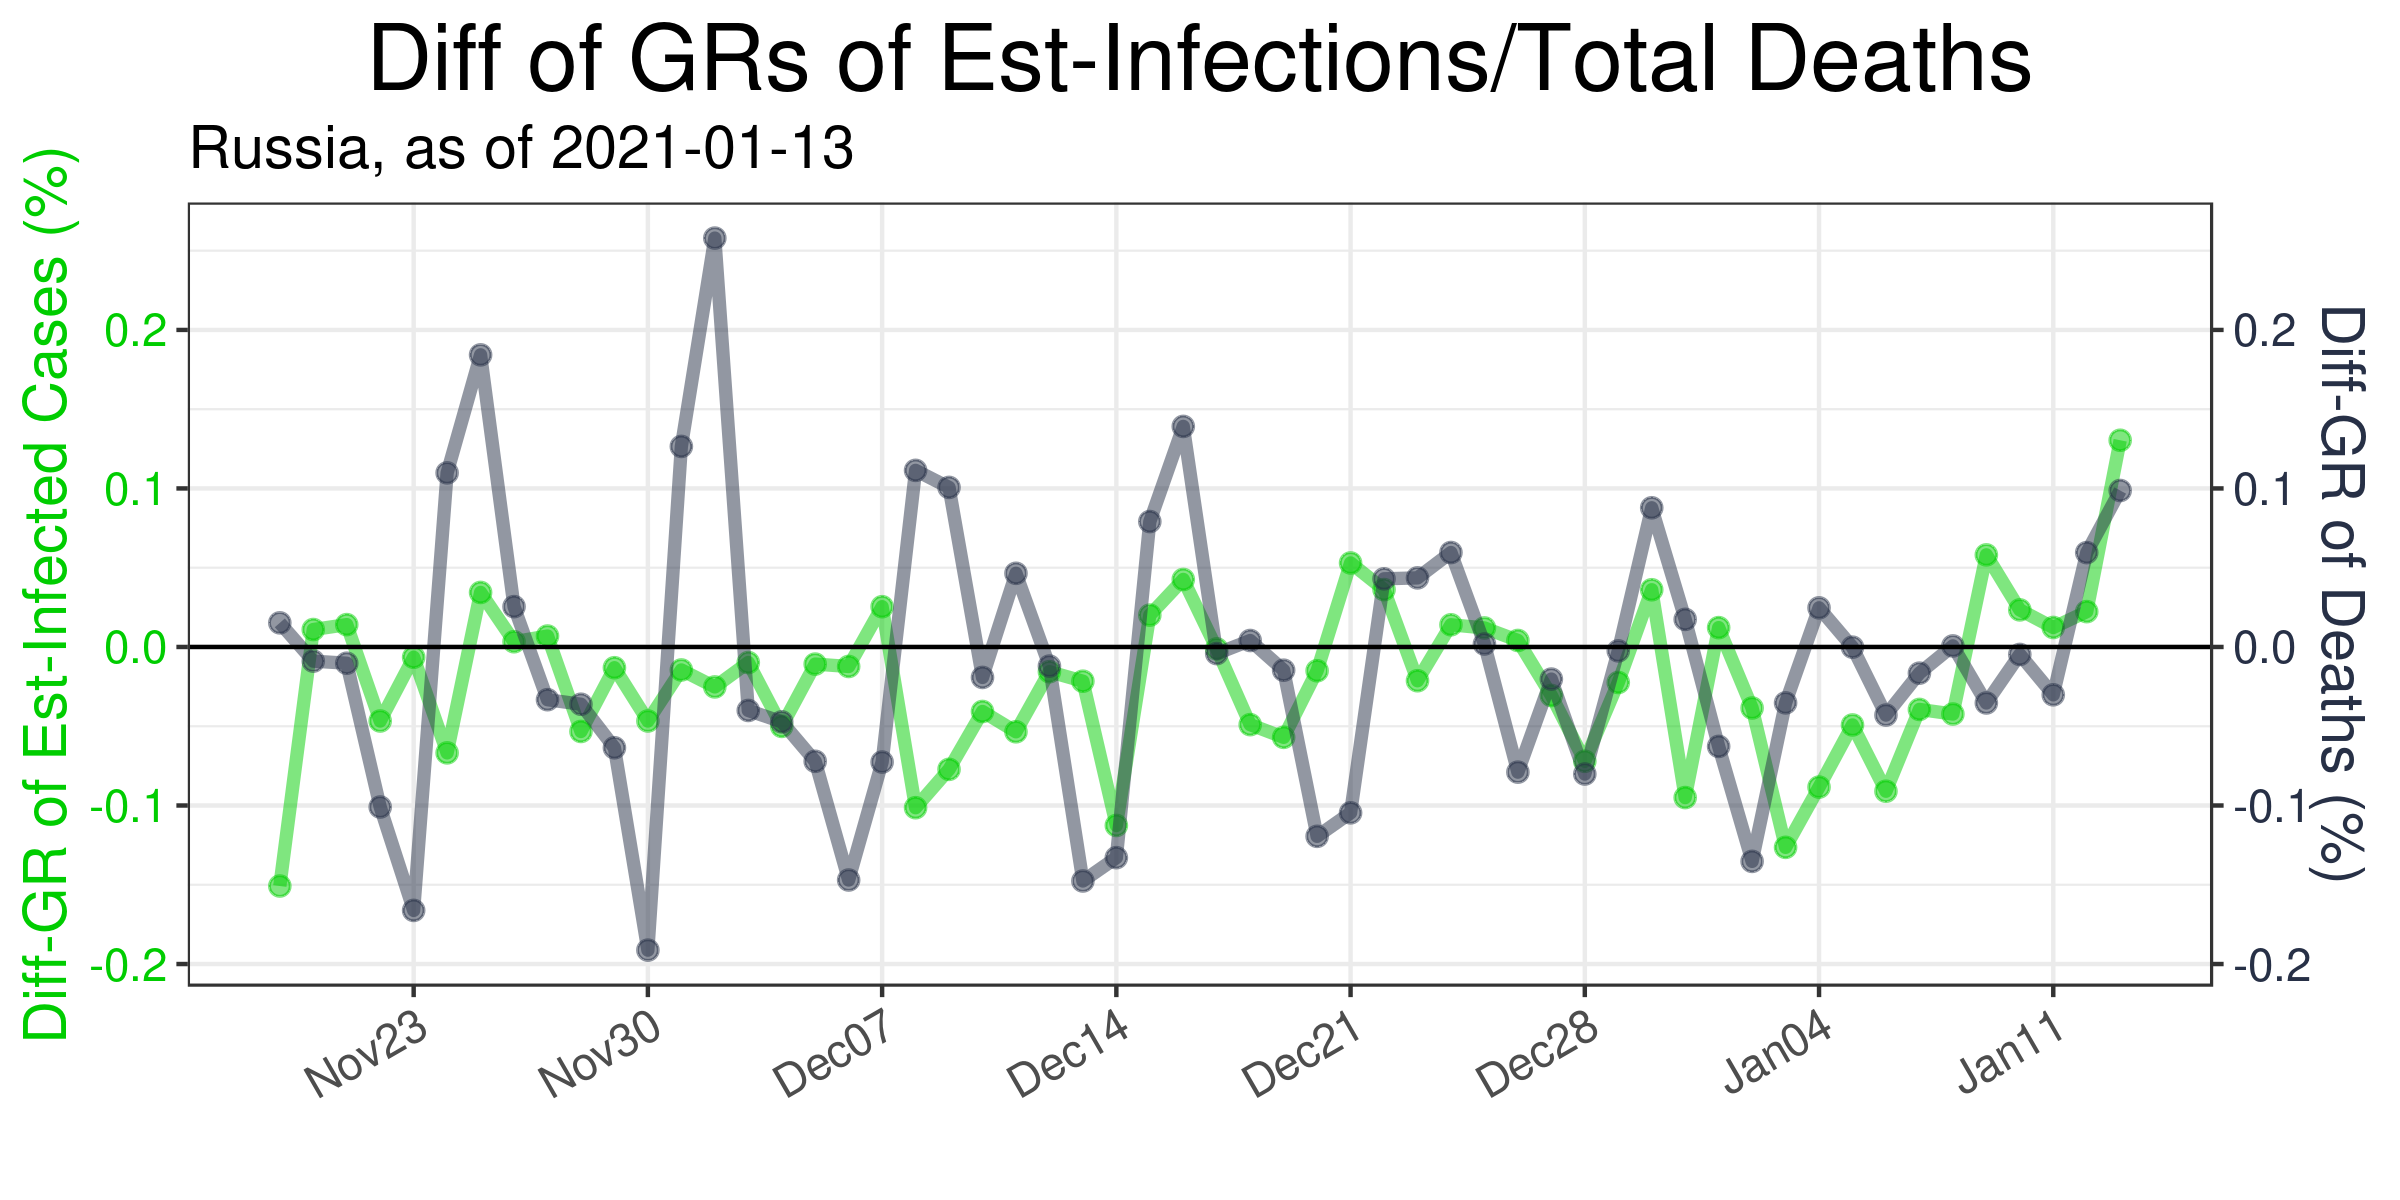 Diff of GRs of Est-Infections/Total Deaths
Russia, as of 2021-01-13
Diff-GR of Est-Infected Cases (%)
0.2
0.1
0.0
-0.1
-0.2
0.2
0.1
0.0
-0.1
-0.2
Diff-GR of Deaths (%)
Nov23
Nov30
Dec07
Dec14
Dec21
Dec28
Jan04
Jan11